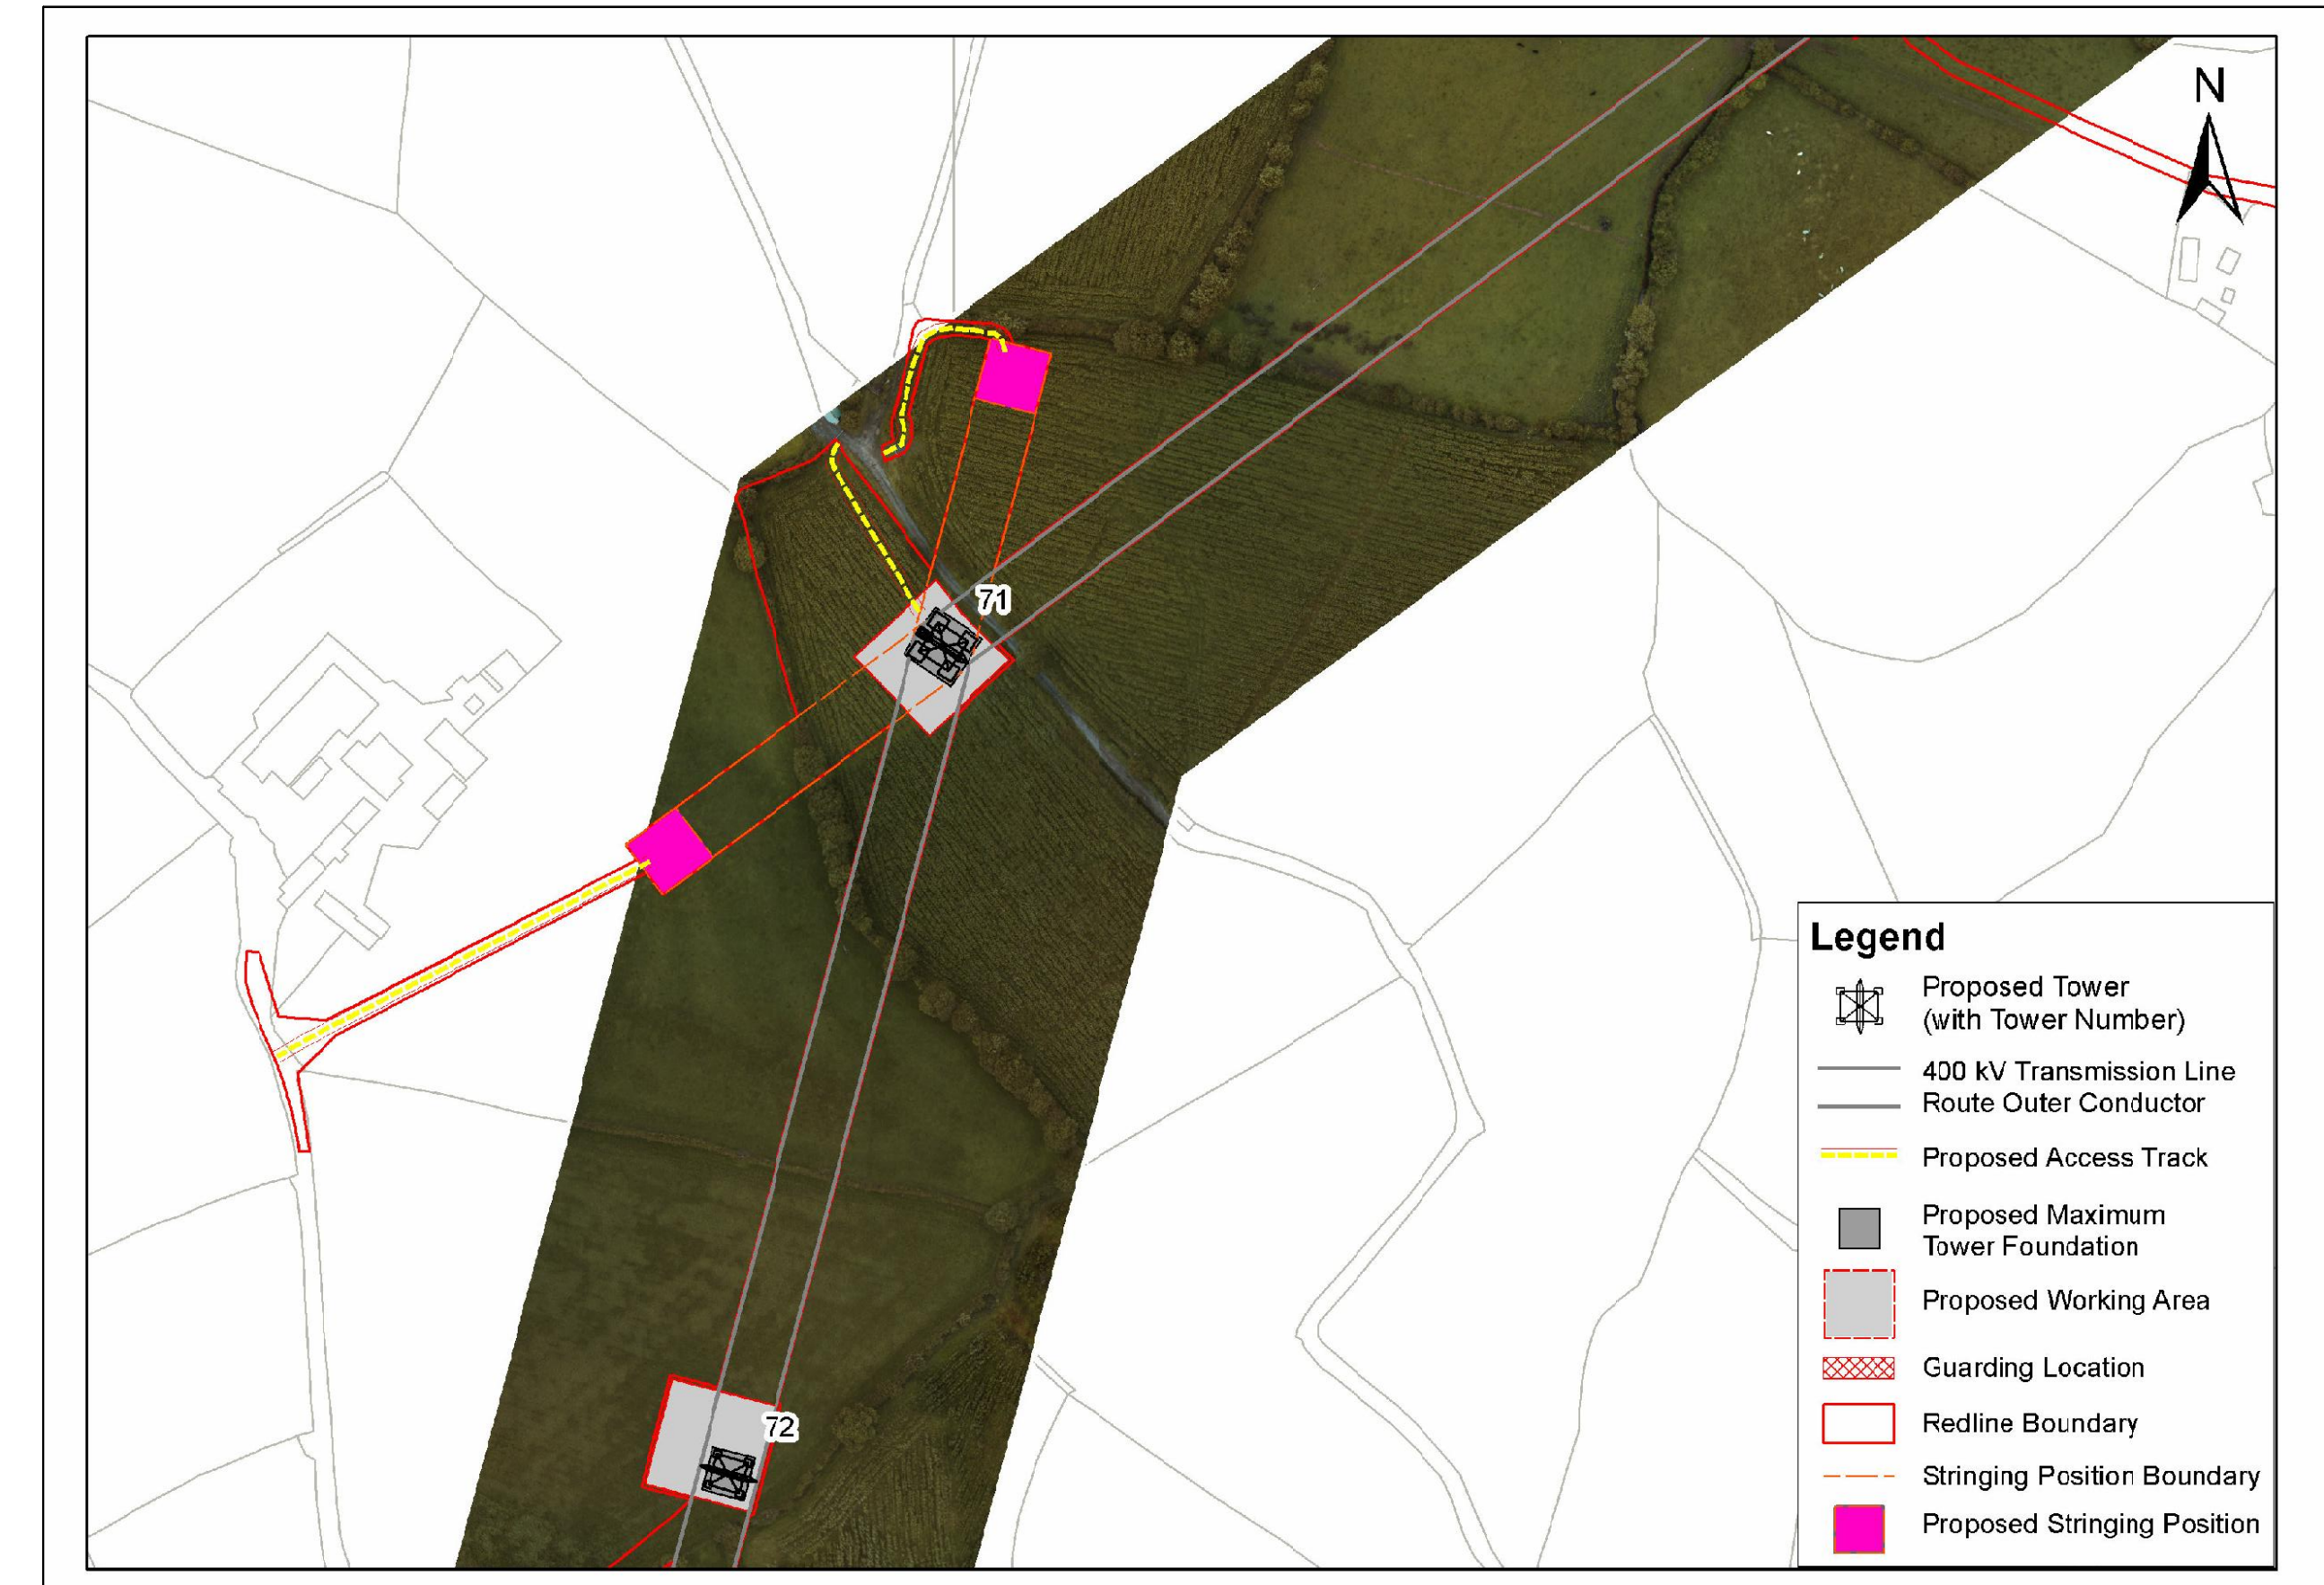 N
71
72
Legend
Proposed Tower
(with Tower Number)
400 kV Transmission Line
Route Outer Conductor
Proposed Access Track
Proposed Maximum
Tower Foundation
Proposed Working Area
Guarding Location
Redline Boundary
Stringing Position Boundary
Proposed Stringing Position